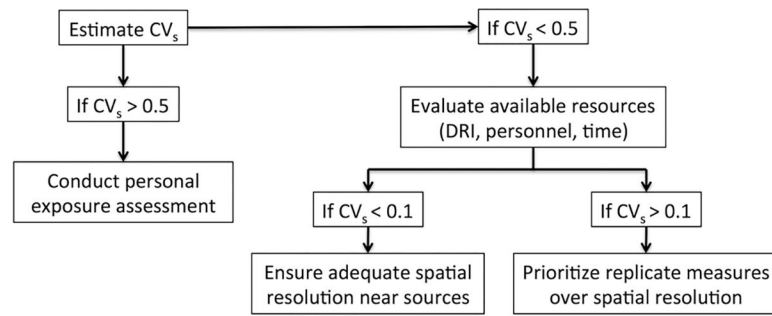 Estimate CVs
If CVs < 0.5
If CVs > 0.5
Evaluate available resources
(DRI, personnel, time)
Conduct personal
exposure assessment
If CVs < 0.1
If CVs > 0.1
Ensure adequate spatial
resolution near sources
Prioritize replicate measures
over spatial resolution